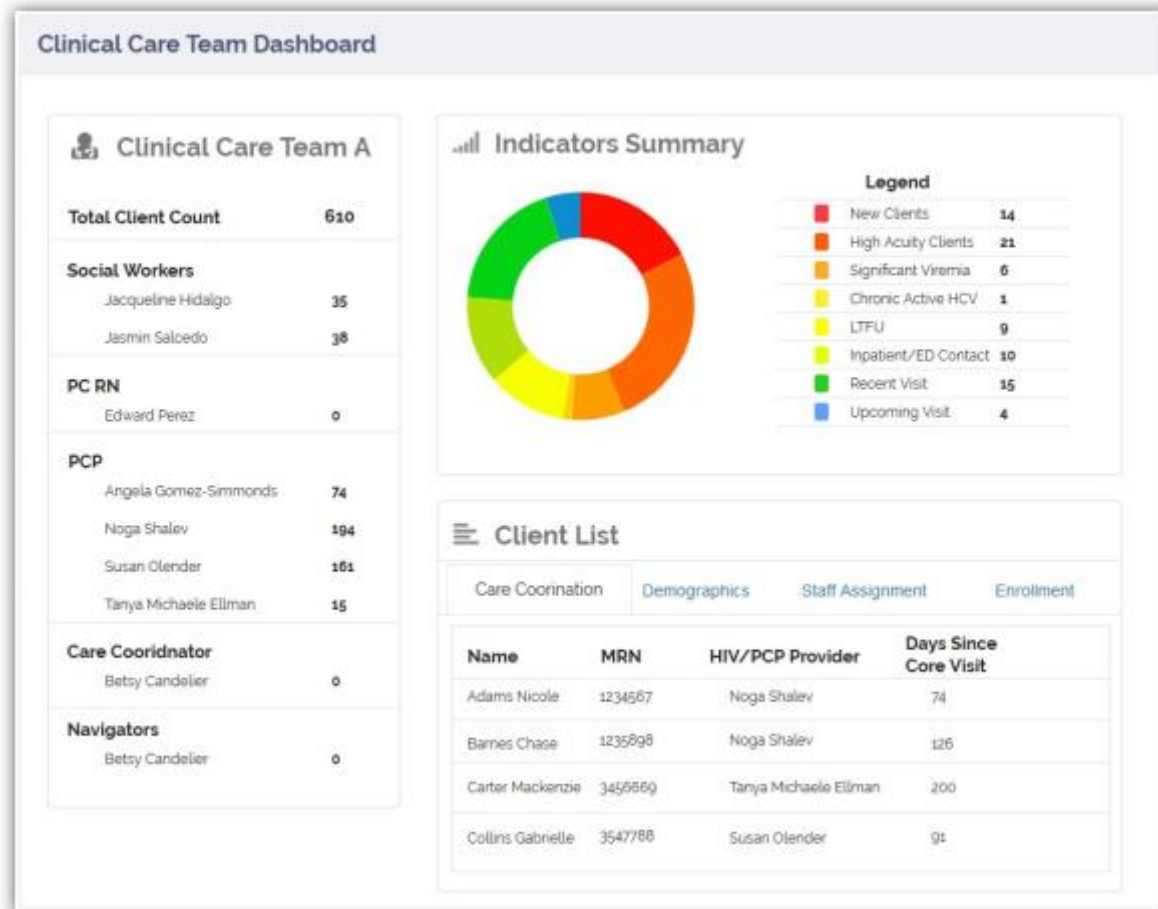 Clinical Care Team Dashboard
Clinical Care Team A
Total Client Count 610
Social Workers
Jacqueline Hidalgo 35
Jasmin Salcedo 38
PC RN
Edward Perez 0
PCP
Angela Gomez-Simmonds 74
Noga Shalev 194
Susan Olender 161
Tanya Michaele Ellman 15
Care Cooridnator
Betsy Candelier 0
Navigators
Betsy Candelier 0
Indicators Summary
Legend
New Clients 14
High Acuity Clients 21
Significant Viremia 6
Chronic Active HCV 1
LTFU 9
Inpatient/ED Contact 10
Recent Visit 15
Upcoming Visit 4
Client List
Care Coorination Demographics Staff Assignment Enrollment
Name MRN HIV/PCP Provider Days Since Core Visit
Adams Nicole 1234567 Noga Shalev 74
Barnes Chase 1235898 Noga Shalev 126
Carter Mackenzie 3456669 Tanya Michaele Ellman 200
Collins Gabrielle 3547788 Susan Olender 91